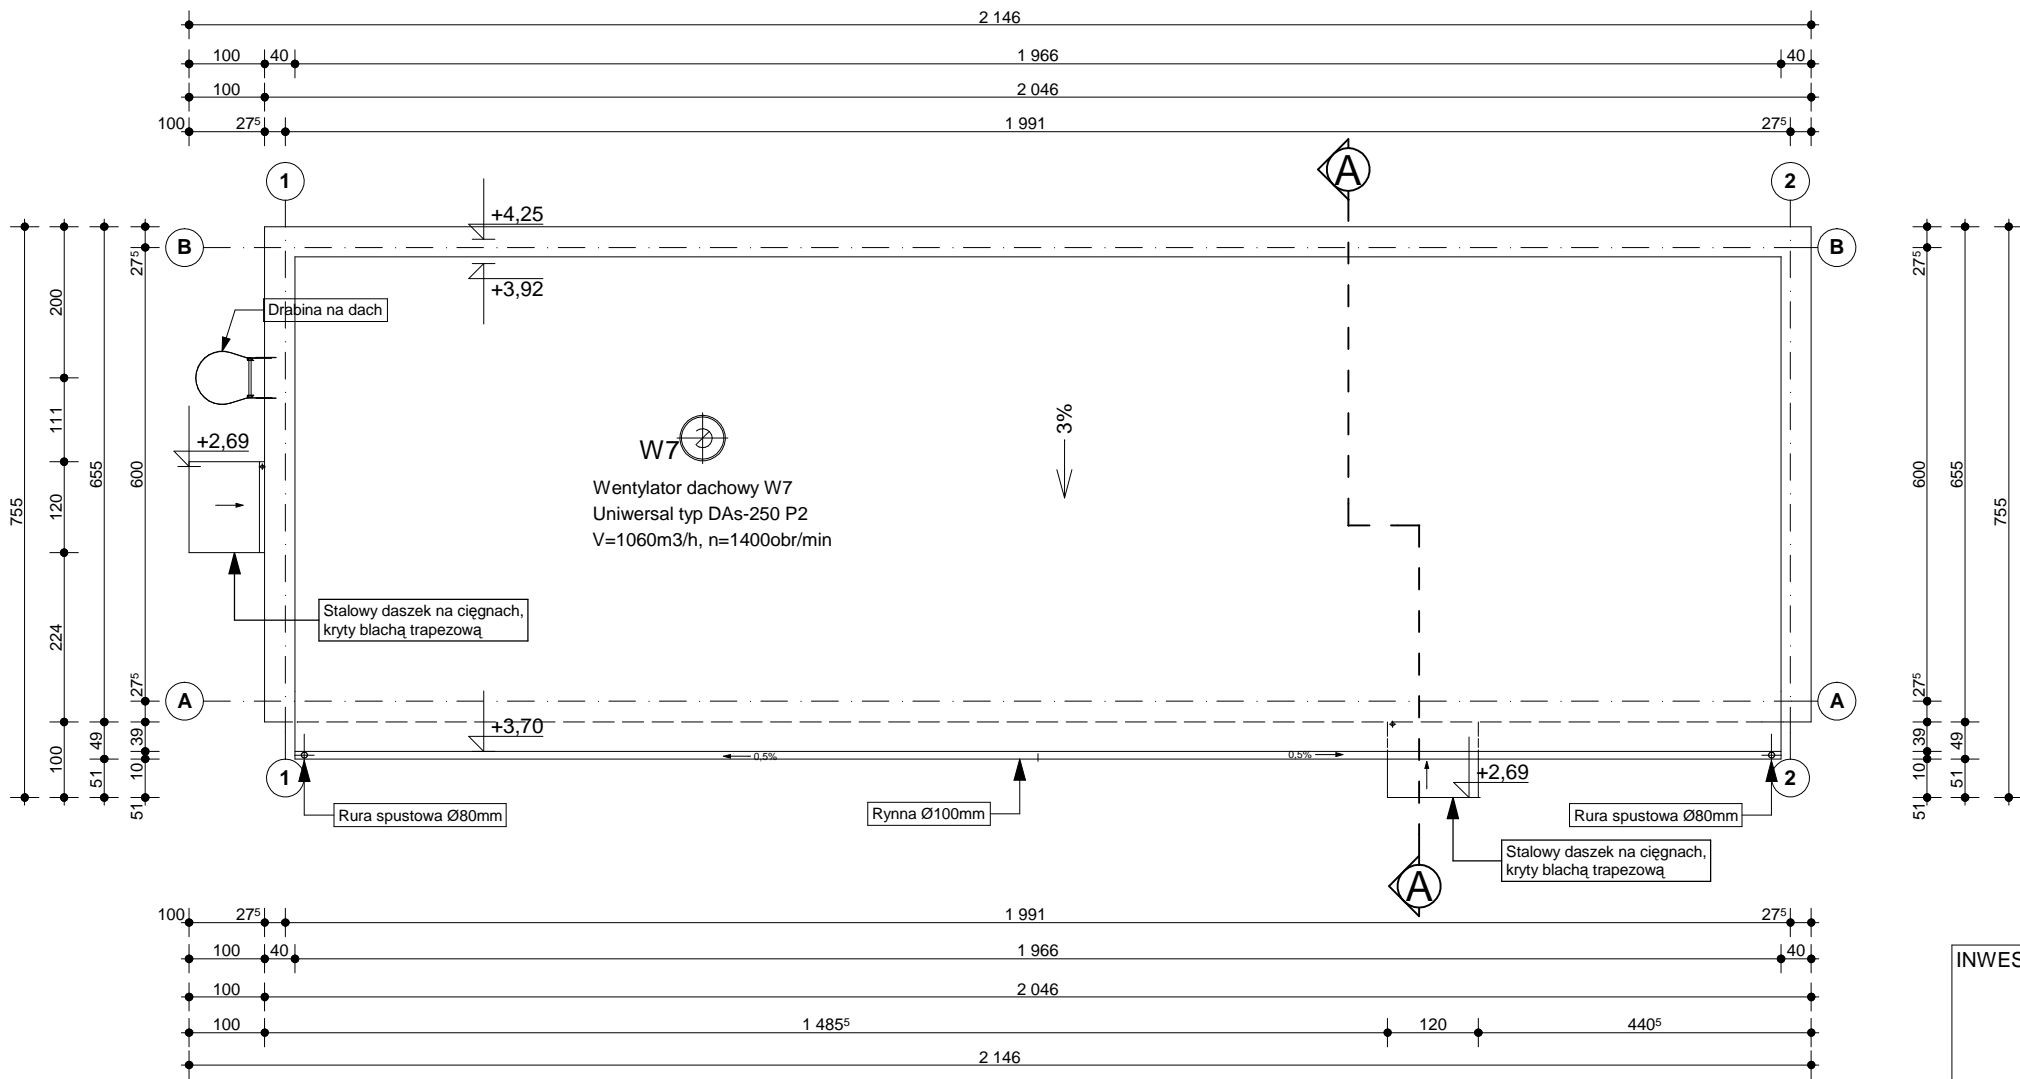 2 146
100 40 1 966 40
100 2 046
100 27⁵ 1 991 27⁵
A
1 2
+4,25
B B
+3,92
Drabina na dach
27⁵
200
111
120
224
100
655
49
51
600
27⁵
39
10
51
755
+2,69
W7
3%
Wentylator dachowy W7
Uniwersal typ DAs-250 P2
V=1060m3/h, n=1400obr/min
Stalowy daszek na cięgnach,
kryty blachą trapezową
27⁵
600
27⁵
39
10
51
655
49
51
755
A A
+3,70
0,5% 0,5%
1 2
+2,69
Rura spustowa Ø80mm
Rynna Ø100mm
Rura spustowa Ø80mm
Stalowy daszek na cięgnach,
kryty blachą trapezową
A
100 27⁵ 1 991 27⁵
100 40 1 966 40
100 2 046
100 1 485⁵ 120 440⁵
2 146
INWES